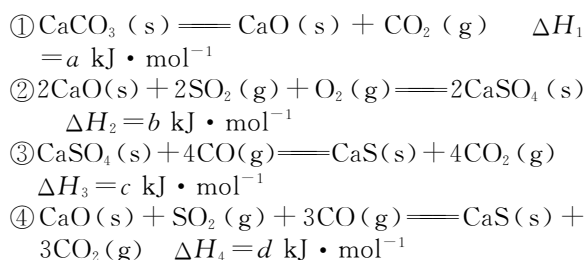 ①CaCO₃(s)═══CaO(s)+CO₂(g)　ΔH₁
=a kJ·mol⁻¹
②2CaO(s)+2SO₂(g)+O₂(g)═══2CaSO₄(s)
ΔH₂=b kJ·mol⁻¹
③CaSO₄(s)+4CO(g)═══CaS(s)+4CO₂(g)
ΔH₃=c kJ·mol⁻¹
④CaO(s)+SO₂(g)+3CO(g)═══CaS(s)+
3CO₂(g)　ΔH₄=d kJ·mol⁻¹